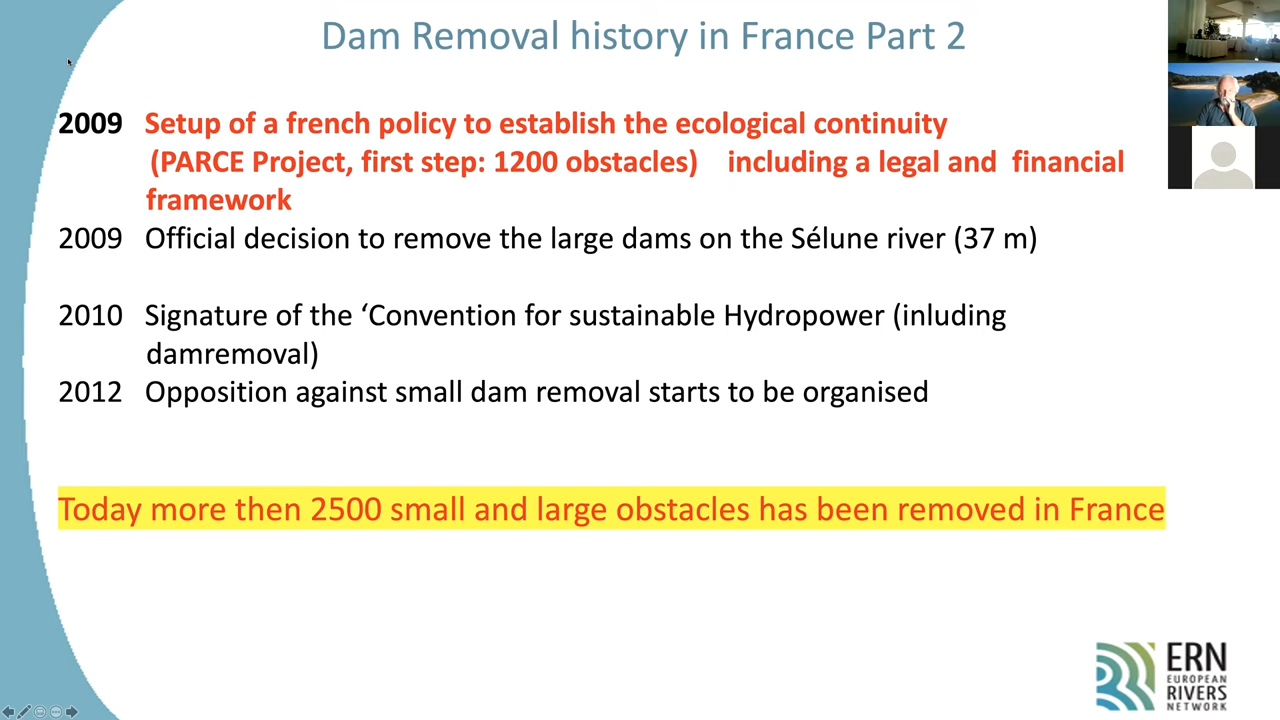 Dam Removal history in France Part 2
2009 Setup of a french policy to establish the ecological continuity
(PARCE Project, first step: 1200 obstacles) including a legal and financial
framework
2009 Official decision to remove the large dams on the Sélune river (37 m)
2010 Signature of the ‘Convention for sustainable Hydropower (inluding
damremoval)
2012 Opposition against small dam removal starts to be organised
Today more then 2500 small and large obstacles has been removed in France
ERN
EUROPEAN
RIVERS
NETWORK